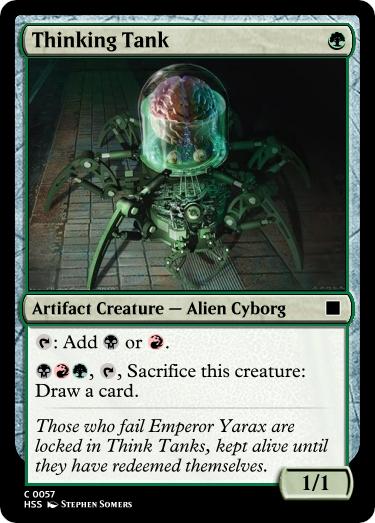 Thinking Tank
Artifact Creature — Alien Cyborg
: Add or .
, , Sacrifice this creature:
Draw a card.
Those who fail Emperor Yarax are
locked in Think Tanks, kept alive until
they have redeemed themselves.
1/1
C 0057
HSS Stephen Somers